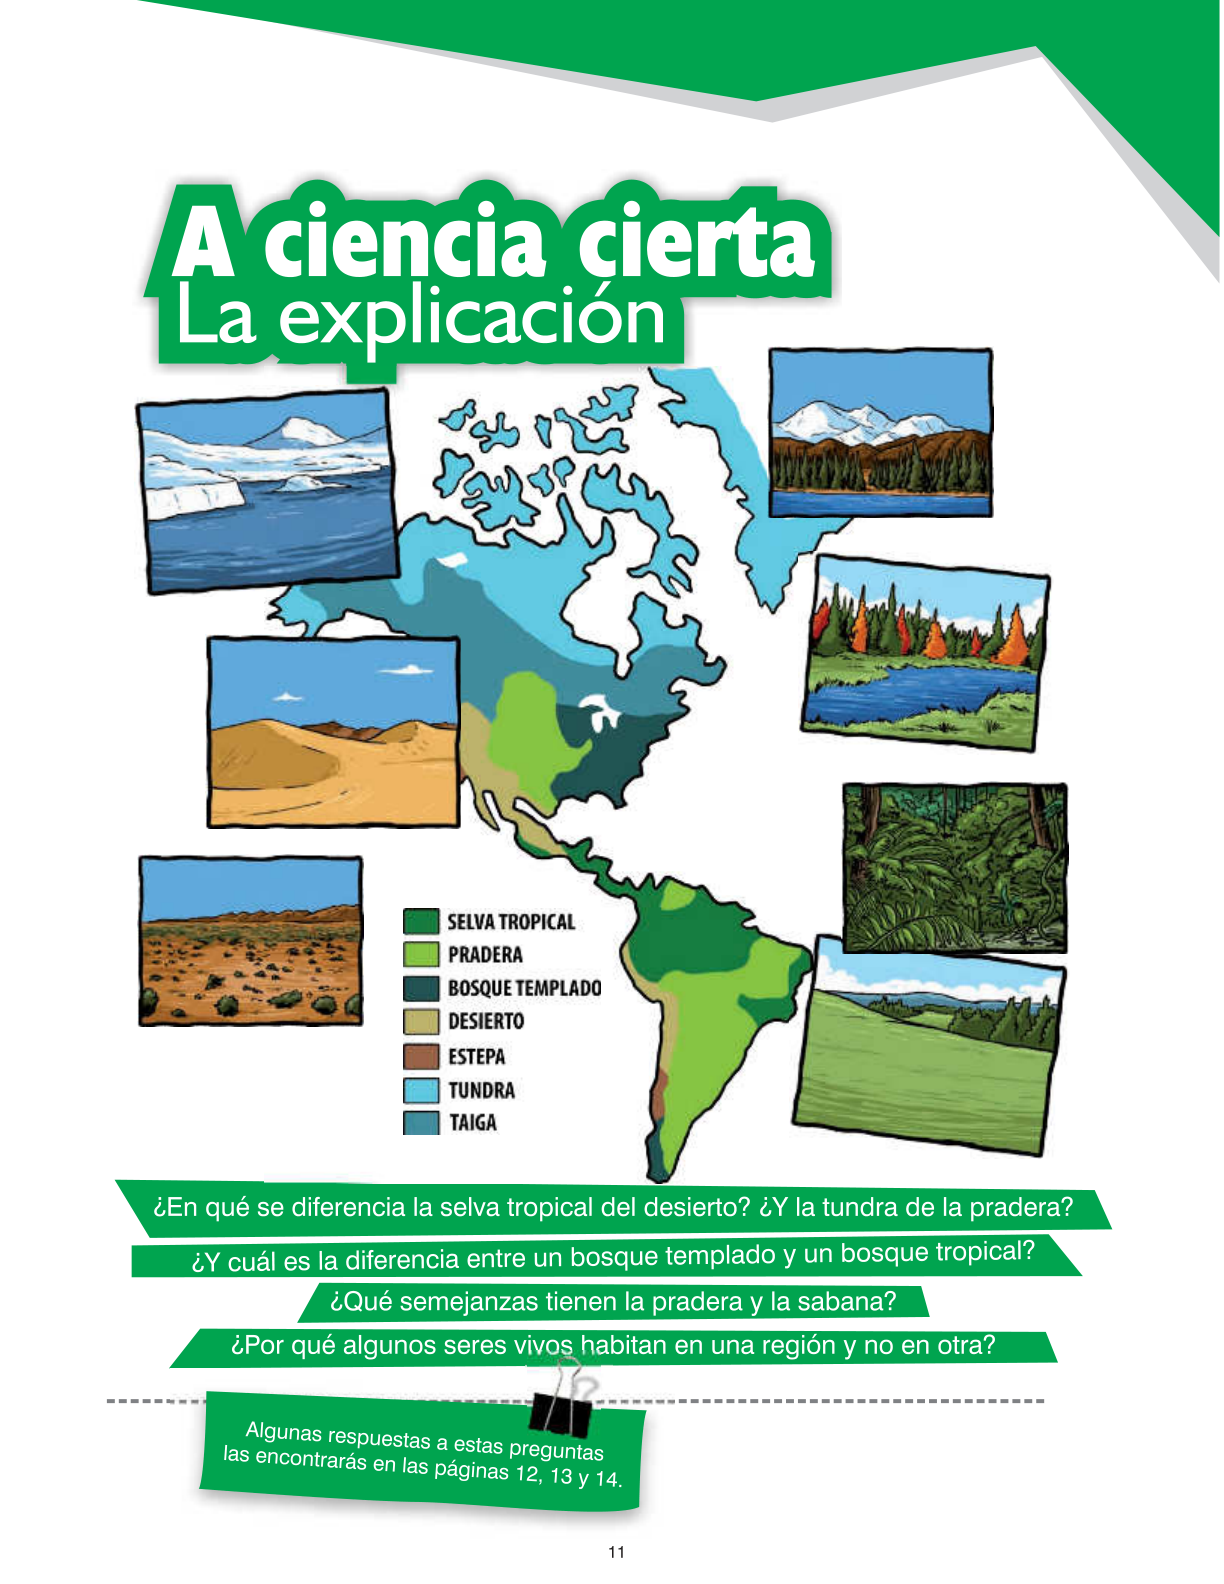 A ciencia cierta
La explicación
SELVA TROPICAL
PRADERA
BOSQUE TEMPLADO
DESIERTO
ESTEPA
TUNDRA
TAIGA
¿En qué se diferencia la selva tropical del desierto? ¿Y la tundra de la pradera?
¿Y cuál es la diferencia entre un bosque templado y un bosque tropical?
¿Qué semejanzas tienen la pradera y la sabana?
¿Por qué algunos seres vivos habitan en una región y no en otra?
Algunas respuestas a estas preguntas
las encontrarás en las páginas 12, 13 y 14.
11